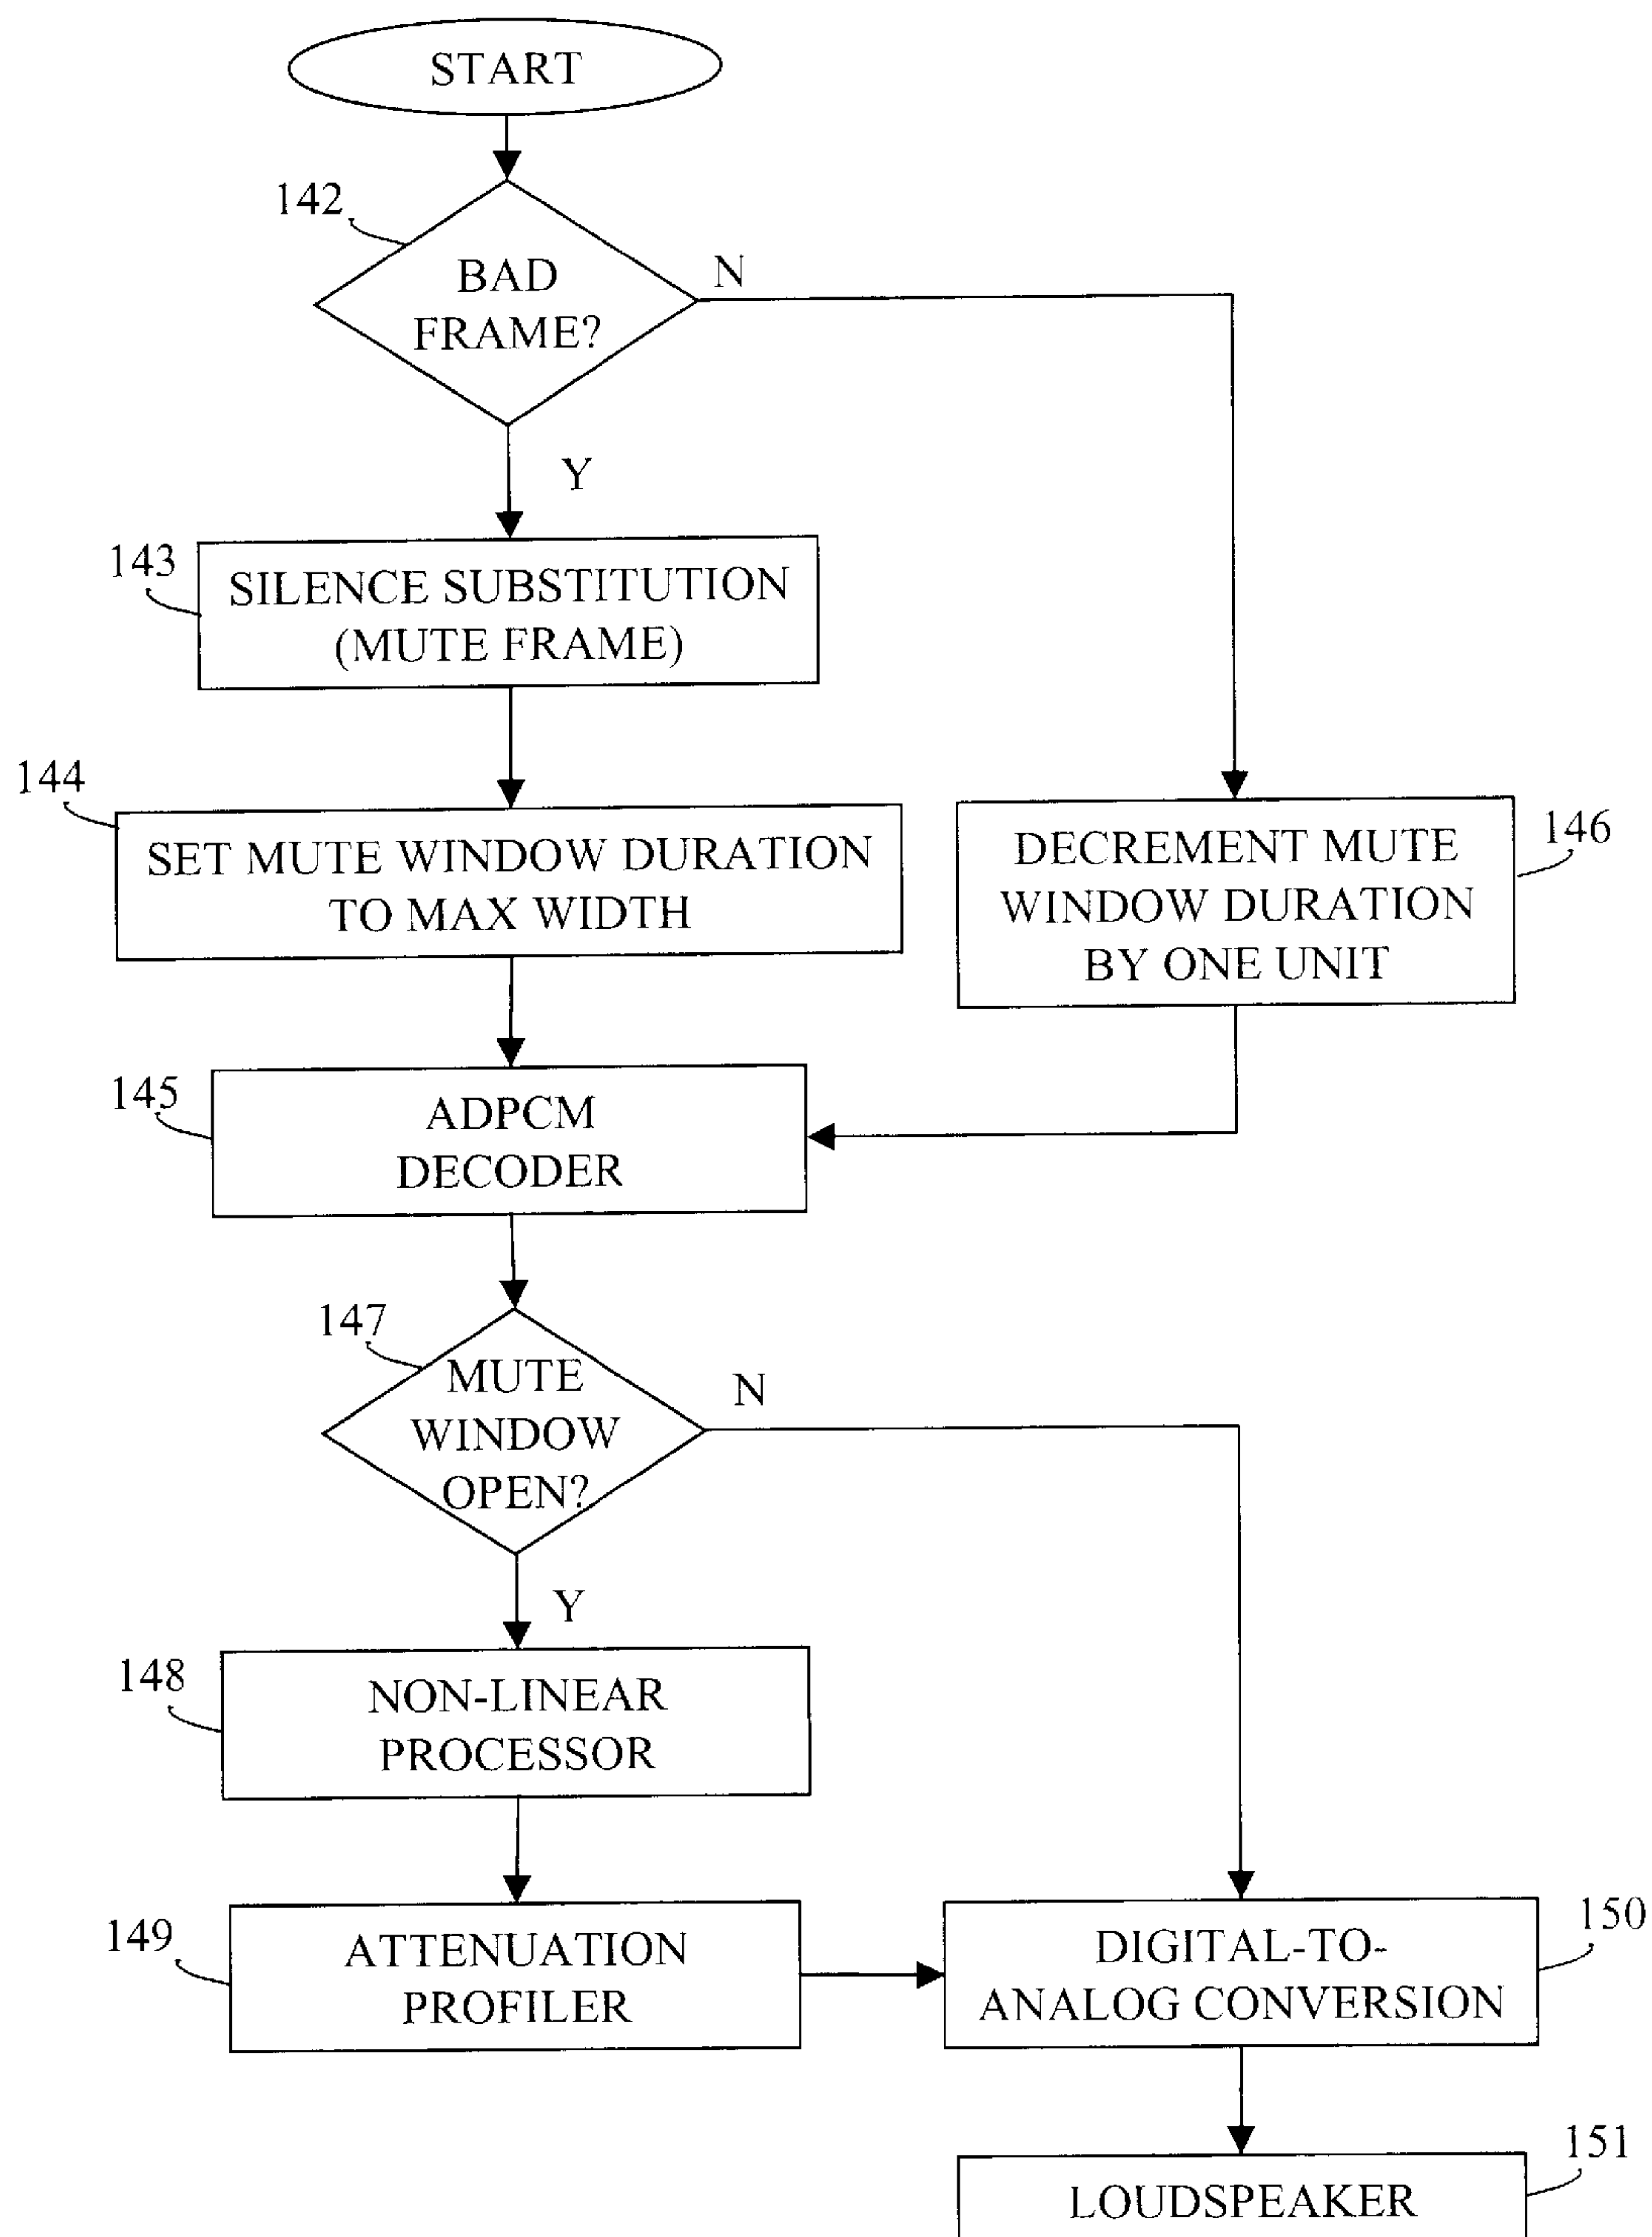 START
142
BAD
FRAME?
N
Y
143
SILENCE SUBSTITUTION
(MUTE FRAME)
144
SET MUTE WINDOW DURATION
TO MAX WIDTH
146
DECREMENT MUTE
WINDOW DURATION
BY ONE UNIT
145
ADPCM
DECODER
147
MUTE
WINDOW
OPEN?
N
Y
148
NON-LINEAR
PROCESSOR
149
ATTENUATION
PROFILER
150
DIGITAL-TO-
ANALOG CONVERSION
151
LOUDSPEAKER